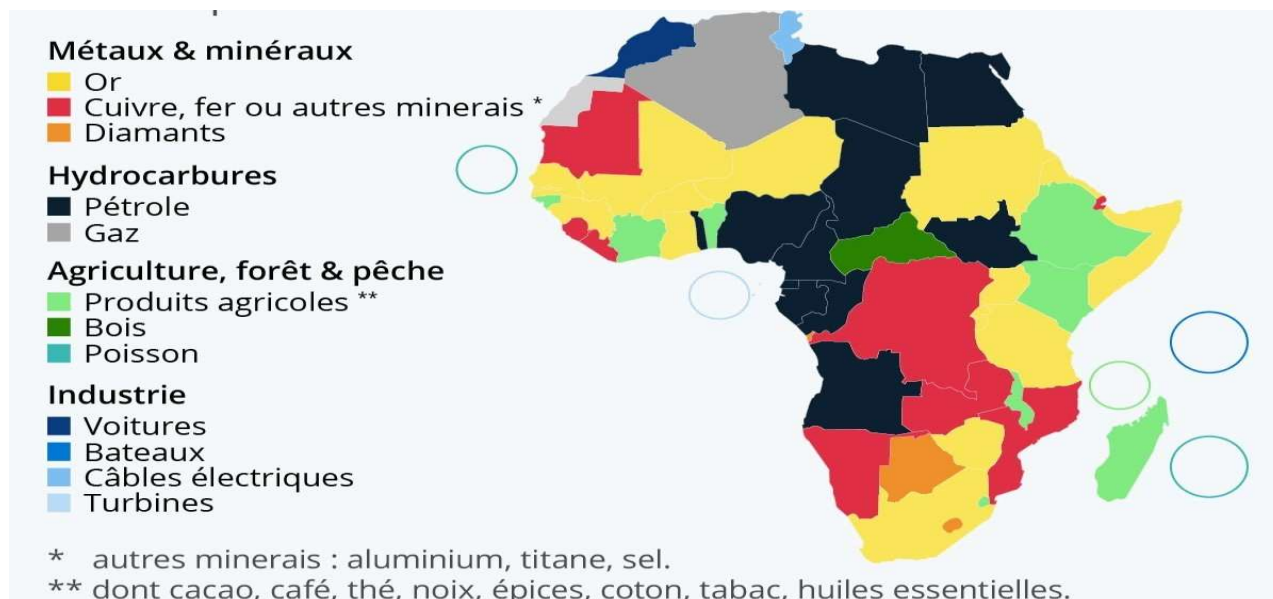 Métaux & minéraux
Or
Cuivre, fer ou autres minerais *
Diamants
Hydrocarbures
Pétrole
Gaz
Agriculture, forêt & pêche
Produits agricoles **
Bois
Poisson
Industrie
Voitures
Bateaux
Câbles électriques
Turbines
* autres minerais : aluminium, titane, sel.
** dont cacao, café, thé, noix, épices, coton, tabac, huiles essentielles.